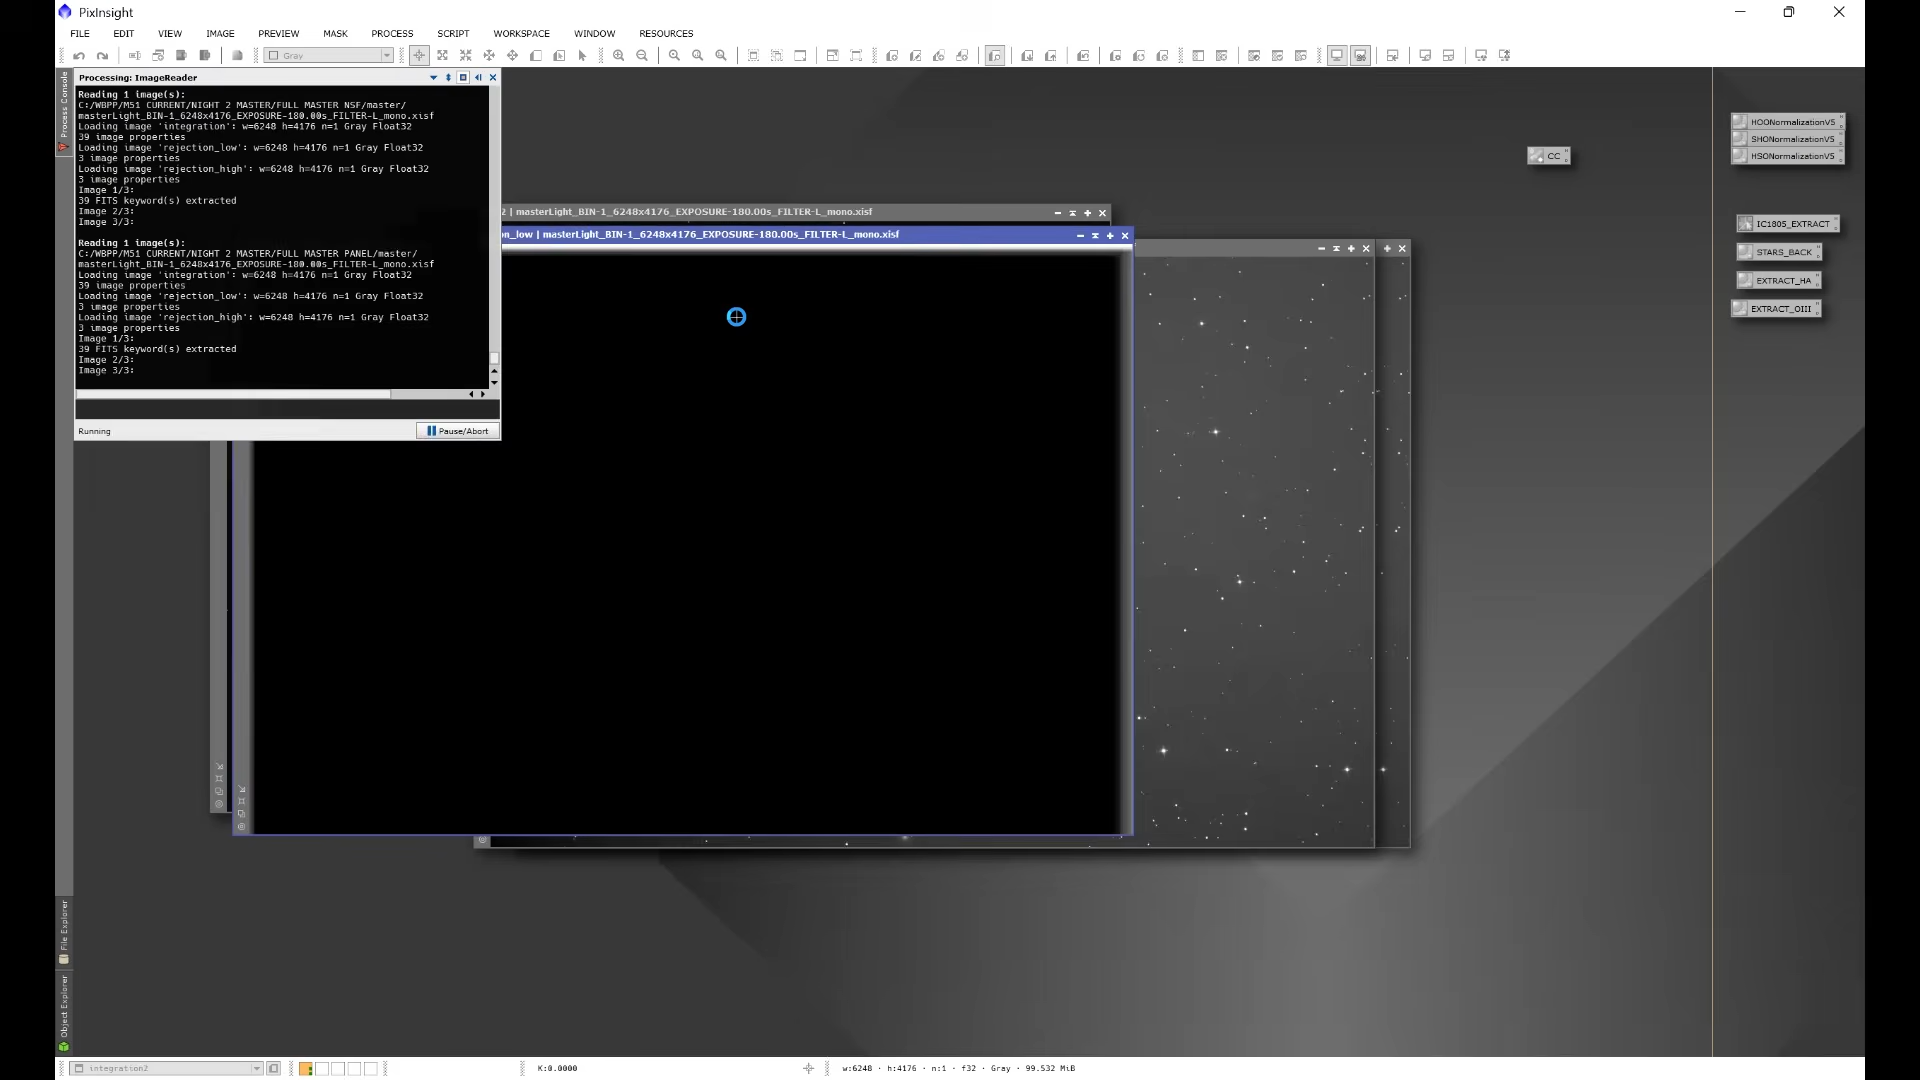 PixInsight
FILE EDIT VIEW IMAGE PREVIEW MASK PROCESS SCRIPT WORKSPACE WINDOW RESOURCES
Gray
Process Console
Processing: ImageReader
Reading 1 image(s):
C:/WBPP/M51 CURRENT/NIGHT 2 MASTER/FULL MASTER NSF/master/
masterLight_BIN-1_6248x4176_EXPOSURE-180.00s_FILTER-L_mono.xisf
Loading image 'integration': w=6248 h=4176 n=1 Gray Float32
39 image properties
Loading image 'rejection_low': w=6248 h=4176 n=1 Gray Float32
3 image properties
Loading image 'rejection_high': w=6248 h=4176 n=1 Gray Float32
3 image properties
Image 1/3:
39 FITS keyword(s) extracted
Image 2/3:
Image 3/3:
Reading 1 image(s):
C:/WBPP/M51 CURRENT/NIGHT 2 MASTER/FULL MASTER PANEL/master/
masterLight_BIN-1_6248x4176_EXPOSURE-180.00s_FILTER-L_mono.xisf
Loading image 'integration': w=6248 h=4176 n=1 Gray Float32
39 image properties
Loading image 'rejection_low': w=6248 h=4176 n=1 Gray Float32
3 image properties
Loading image 'rejection_high': w=6248 h=4176 n=1 Gray Float32
3 image properties
Image 1/3:
39 FITS keyword(s) extracted
Image 2/3:
Image 3/3:
Running
Pause/Abort
2 | masterLight_BIN-1_6248x4176_EXPOSURE-180.00s_FILTER-L_mono.xisf
on_low | masterLight_BIN-1_6248x4176_EXPOSURE-180.00s_FILTER-L_mono.xisf
CC
HOONormalizationV5
SHONormalizationV5
HSONormalizationV5
IC1805_EXTRACT
STARS_BACK
EXTRACT_HA
EXTRACT_OIII
File Explorer
Object Explorer
integration2
K:0.0000
w:6248 · h:4176 · n:1 · f32 · Gray · 99.532 MiB